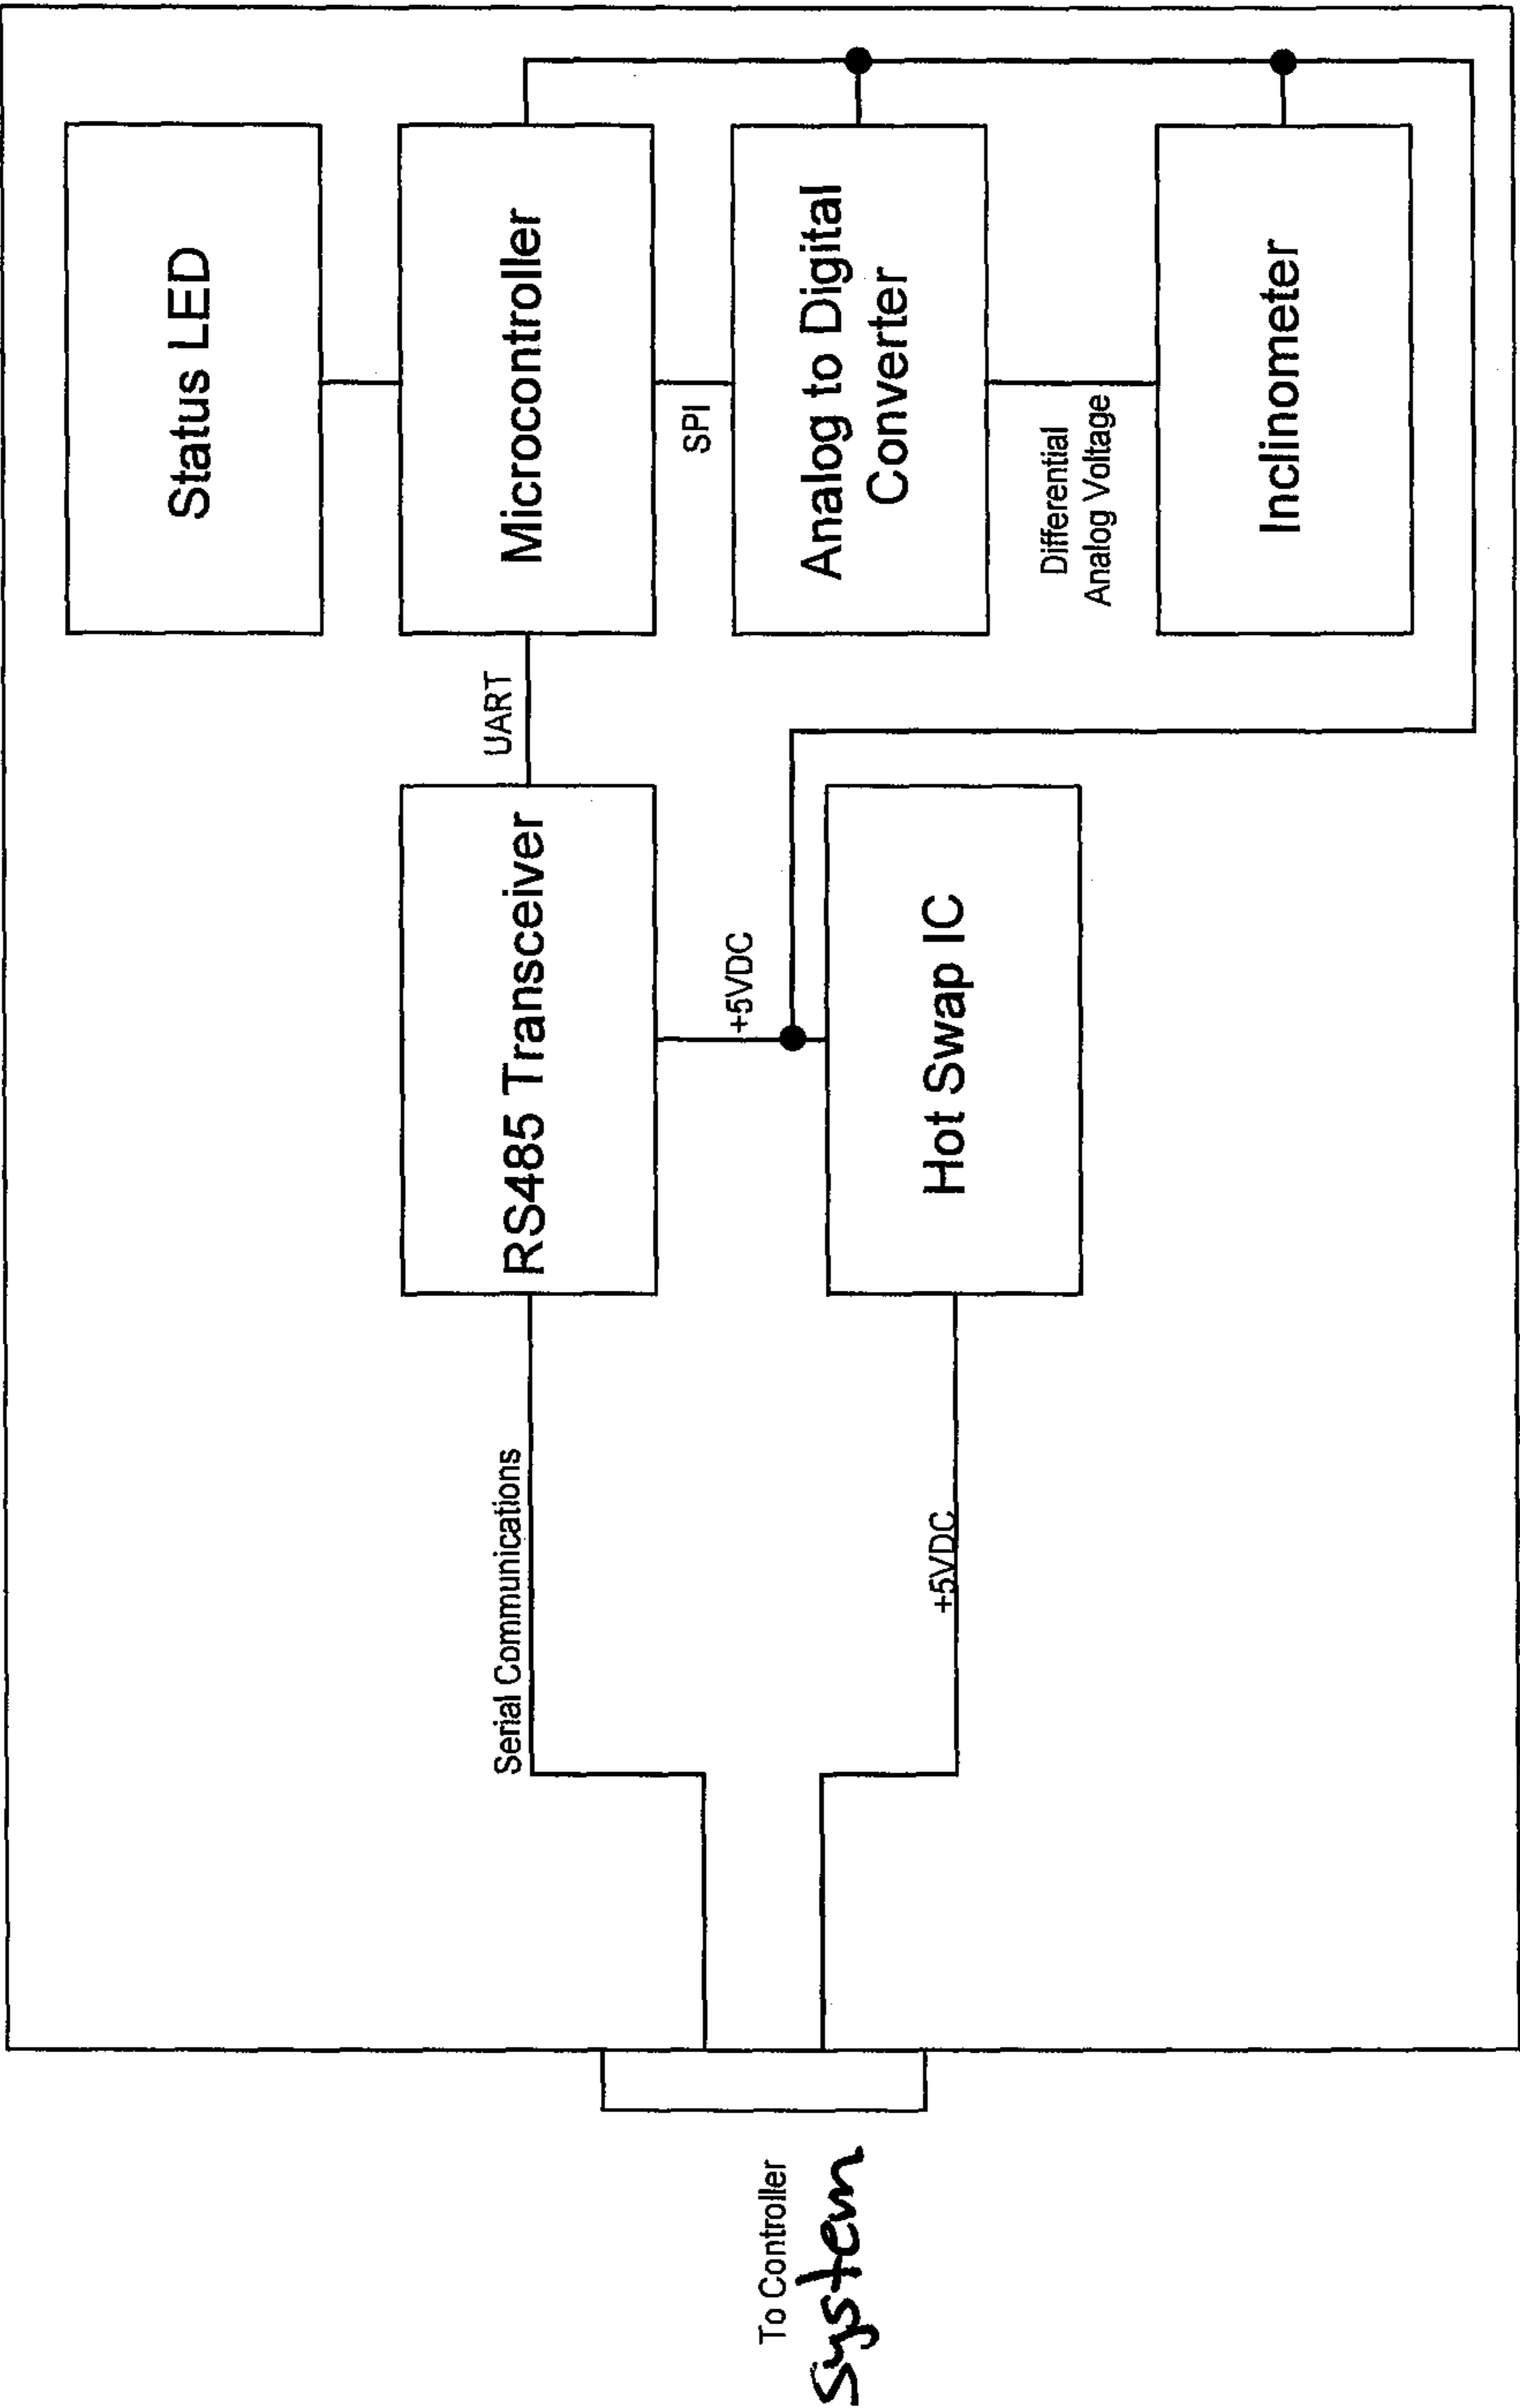 Status LED
Microcontroller
UART
SPI
Analog to Digital
Converter
Differential
Analog Voltage
Inclinometer
RS485 Transceiver
+5VDC
Hot Swap IC
Serial Communications
+5VDC
To Controller
System